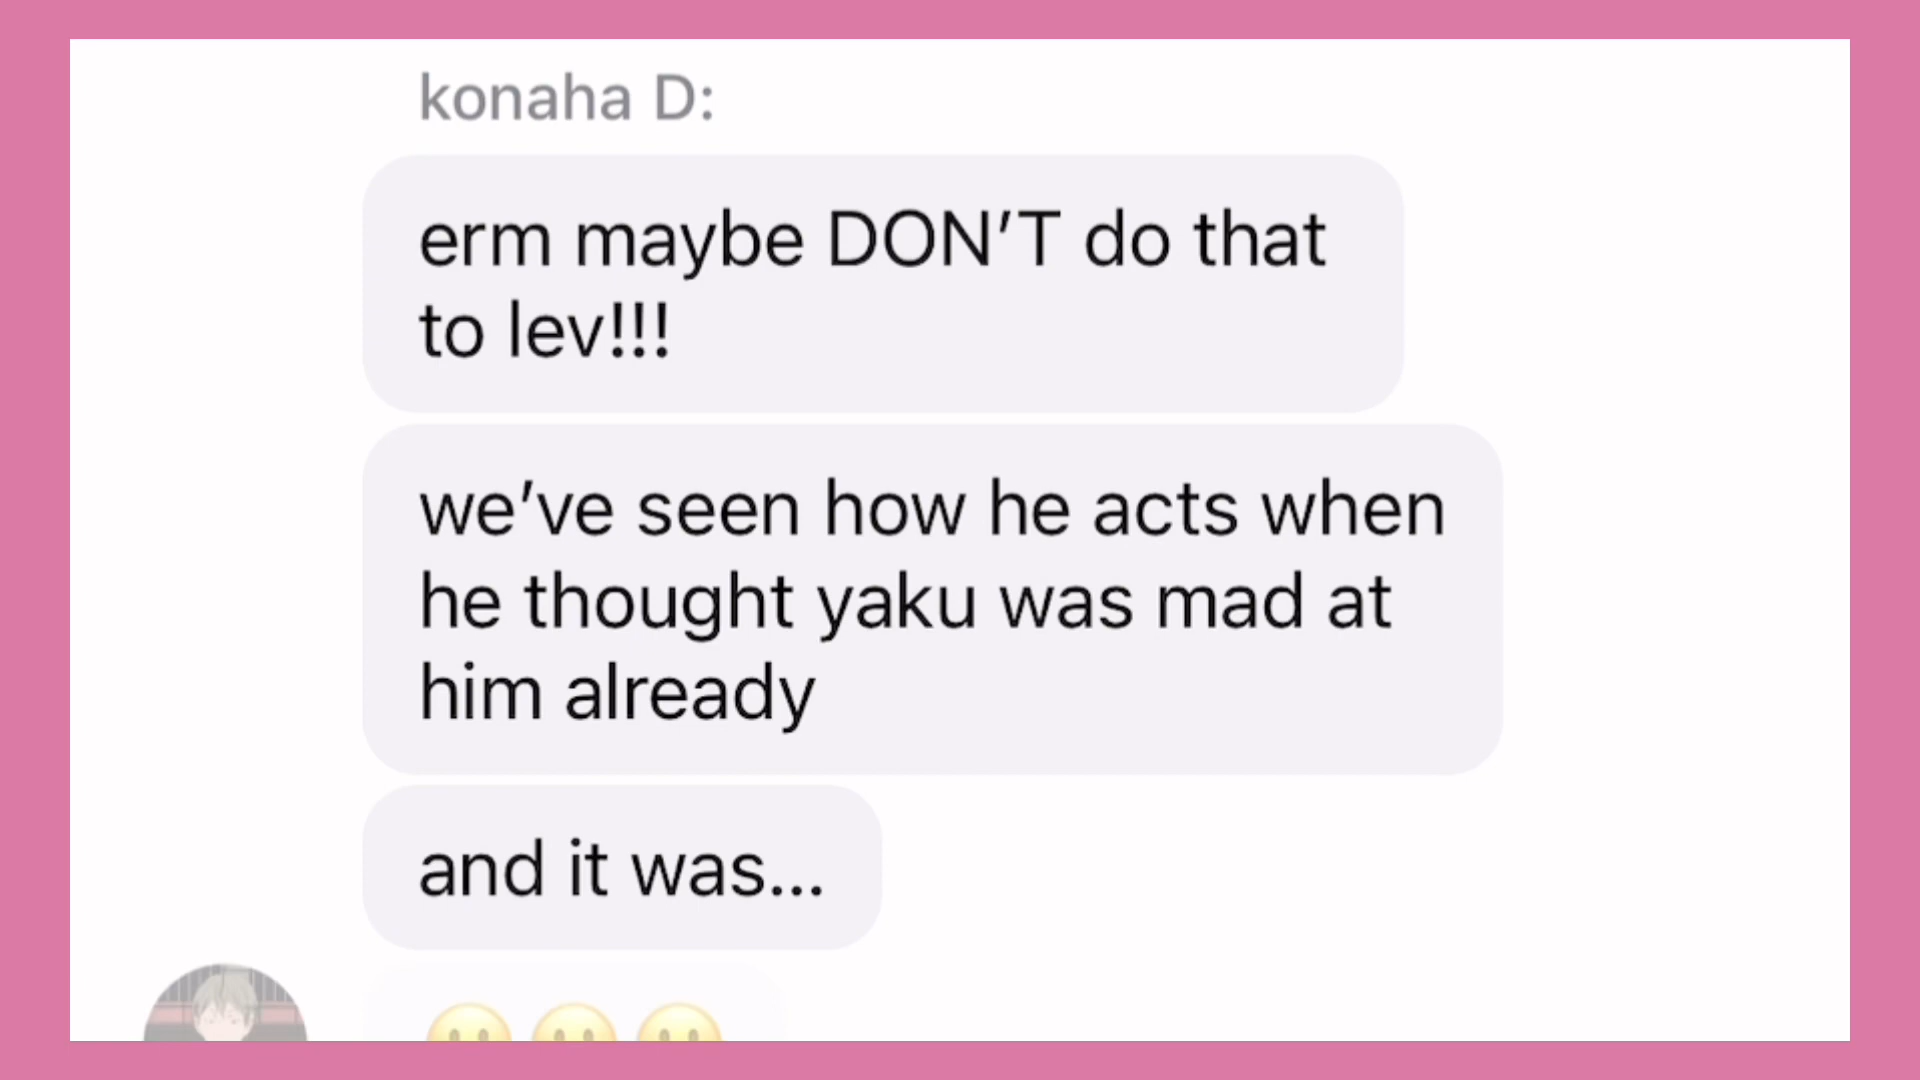 konaha D:
erm maybe DON’T do that
to lev!!!
we’ve seen how he acts when
he thought yaku was mad at
him already
and it was...